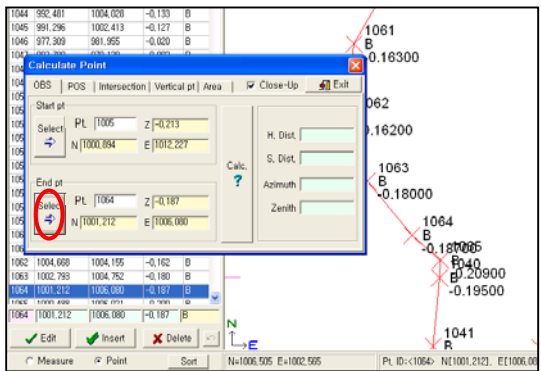 1044 992,481 1004,028 -0,133 B
1045 991,296 1002,413 -0,127 B
1046 977,309 981,955 -0,020 B
Calculate Point
OBS POS Intersection Vertical pt Area Close-Up Exit
Start pt
Select Pt, 1005 Z -0,213
N 1000,894 E 1012,227
End pt
Select Pt, 1064 Z -0,187
N 1001,212 E 1006,080
Calc,
?
H, Dist,
S, Dist,
Azimuth
Zenith
1062 1004,668 1004,155 -0,162 B
1063 1002,793 1004,752 -0,180 B
1064 1001,212 1006,080 -0,187 B
1064 1001,212 1006,080 -0,187 B
Edit Insert Delete
Measure Point Sort
1061
B
-0.16300
062
0.16200
1063
B
-0.18000
1064
B
-0.20900
-0.19500
1041
B
N
E
N=1006,505 E=1002,565 Pt, ID:<1064> N[1001,212], E[1006,08